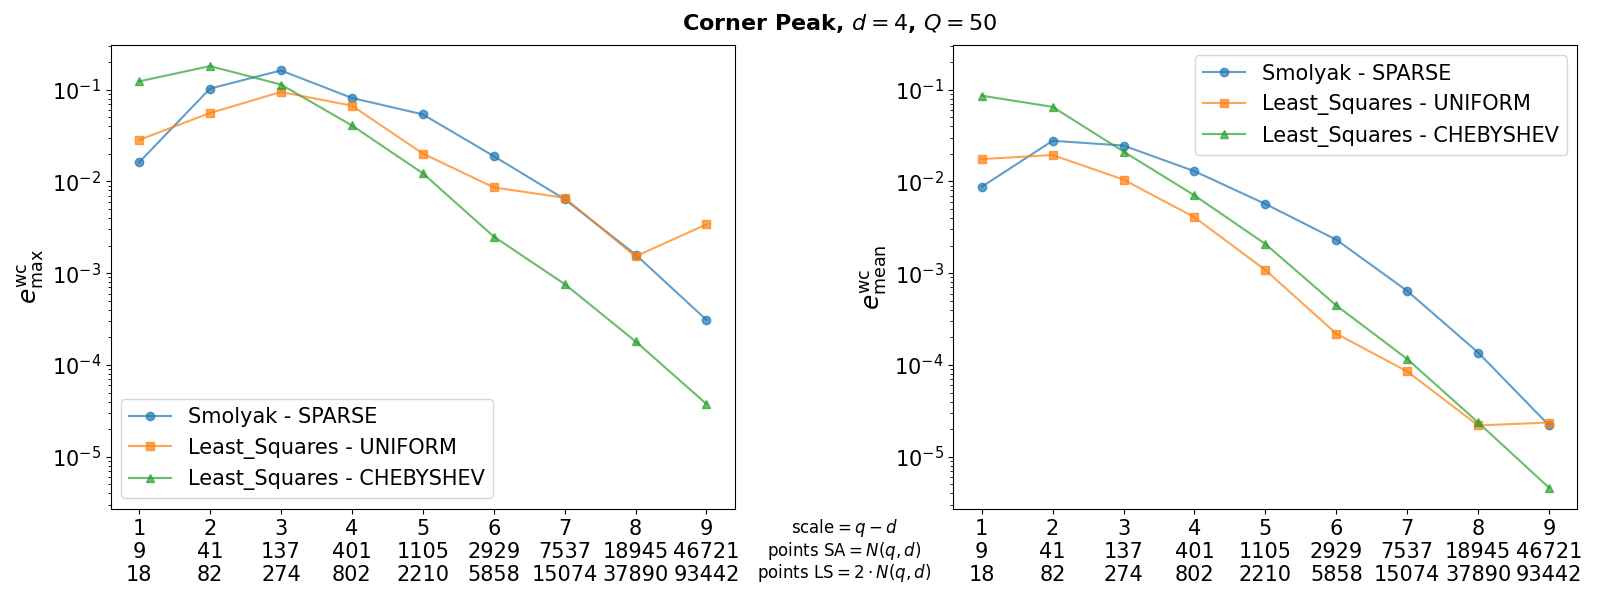 Corner Peak, d = 4, Q = 50
e^wc_max
10^−1
10^−2
10^−3
10^−4
10^−5
Smolyak - SPARSE
Least_Squares - UNIFORM
Least_Squares - CHEBYSHEV
1 2 3 4 5 6 7 8 9
9 41 137 401 1105 2929 7537 18945 46721
18 82 274 802 2210 5858 15074 37890 93442
scale = q − d
points SA = N(q, d)
points LS = 2 · N(q, d)
e^wc_mean
10^−1
10^−2
10^−3
10^−4
10^−5
Smolyak - SPARSE
Least_Squares - UNIFORM
Least_Squares - CHEBYSHEV
1 2 3 4 5 6 7 8 9
9 41 137 401 1105 2929 7537 18945 46721
18 82 274 802 2210 5858 15074 37890 93442